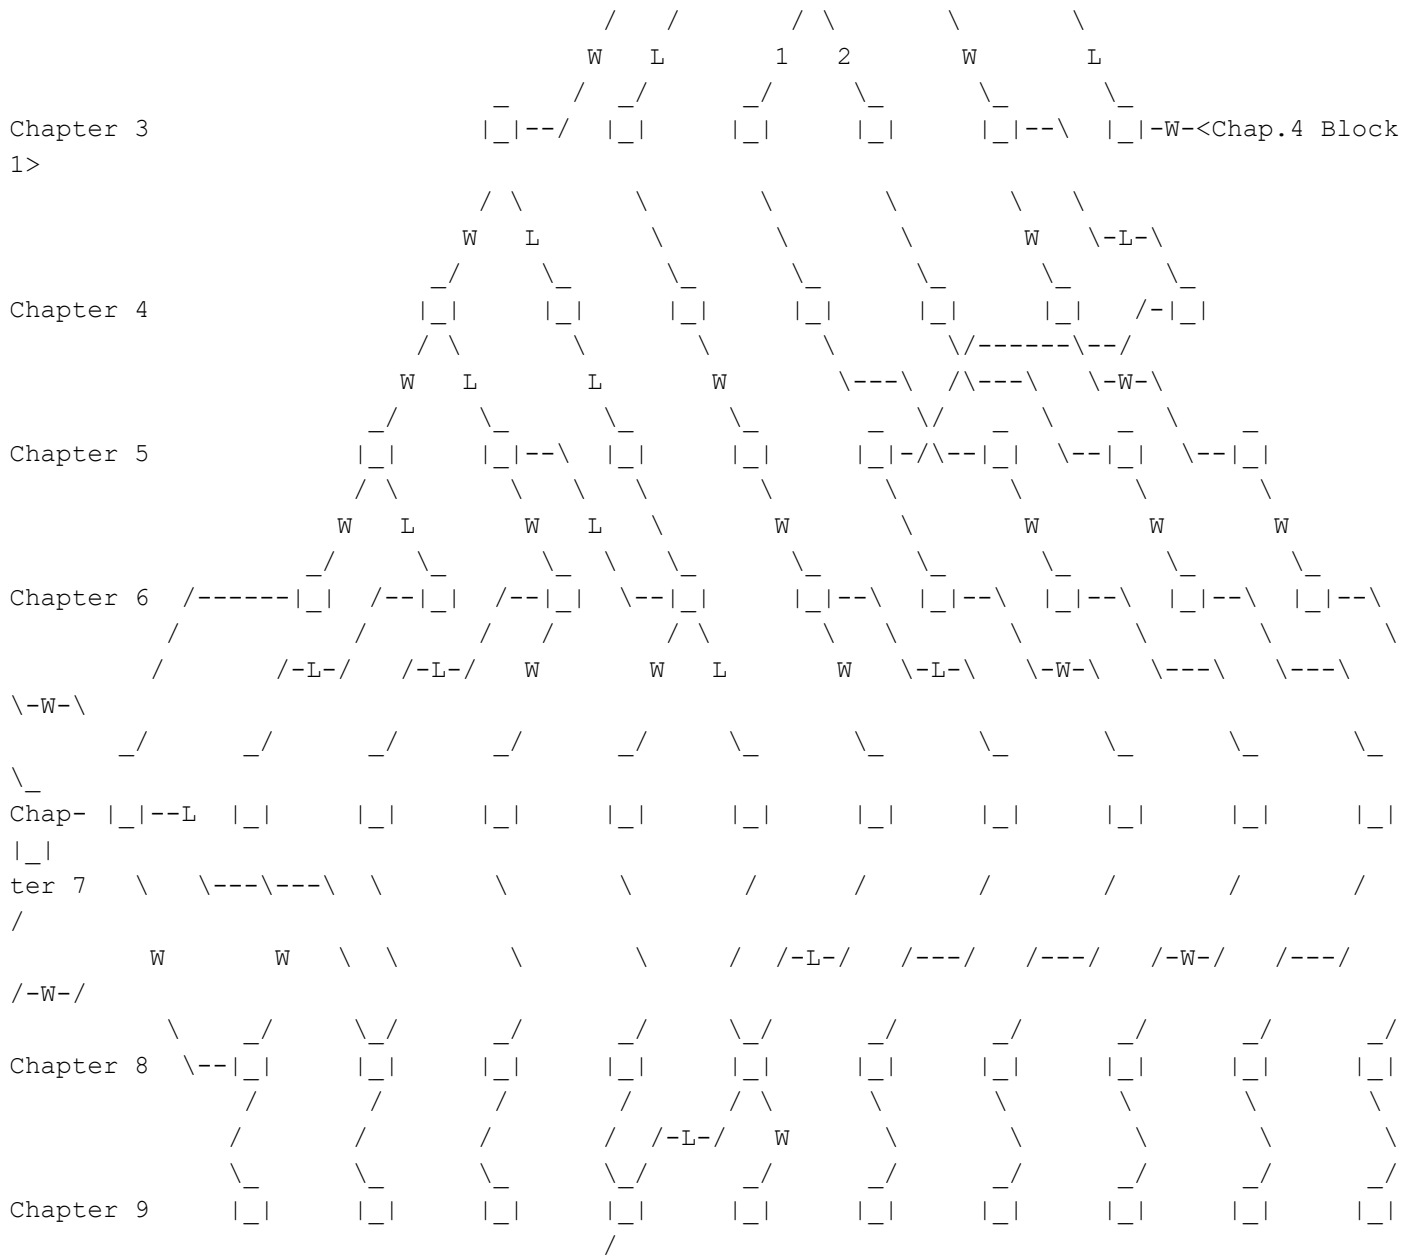 /    /         / \         \         \
                                               W    L         1   2         W         L
                                        _     /   _/        _/     \_        \_        \_
Chapter 3                              |_|--/   |_|       |_|       |_|       |_|--\   |_|-W-<Chap.4 Block
1>
                                      / \         \         \         \         \    \
                                     W   L         \         \         \         W    \-L-\
                                   _/     \_        \_        \_        \_        \_       \_
Chapter 4                         |_|       |_|       |_|       |_|       |_|       |_|   /-|_|
                                 / \         \         \         \         \/------\--/
                                W   L         L         W         \---\  /\---\    \-W-\
                              _/     \_        \_        \_         _ \/   _    \    _   \     _
Chapter 5                    |_|       |_|--\   |_|       |_|       |_|-/\--|_|   \--|_|   \--|_|
                            / \         \    \    \         \         \         \         \         \
                           W   L         W    L    \         W         \         W         W         W
                         _/     \_        \_   \    \_        \_        \_        \_        \_        \_
Chapter 6  /------|_|   /--|_|   /--|_|    \--|_|       |_|--\   |_|--\   |_|--\   |_|--\   |_|--\
          /              /         /    /         / \         \    \         \         \         \         \
         /         /-L-/     /-L-/    W         W   L         W    \-L-\     \-W-\     \---\     \---\
\-W-\
       _/        _/        _/        _/        _/      \_        \_        \_        \_        \_        \_
\_
Chap-  |_|--L  |_|       |_|       |_|       |_|       |_|       |_|       |_|       |_|       |_|       |_|
|_|
ter 7    \    \---\---\  \         \         \         /        /         /         /         /         /
/
          W         W    \  \         \         \      /  /-L-/    /---/     /---/     /-W-/     /---/
/-W-/
           \      _/      \_/        _/        _/      \_/        _/        _/        _/        _/        _/
Chapter 8   \--|_|       |_|       |_|       |_|       |_|       |_|       |_|       |_|       |_|       |_|
                /         /         /         /       / \         \         \         \         \         \
               /         /         /         /  /-L-/    W         \         \         \         \         \
               \_        \_        \_        \_/        _/        _/        _/        _/        _/        _/
Chapter 9      |_|       |_|       |_|       |_|       |_|       |_|       |_|       |_|       |_|       |_|
                                             /